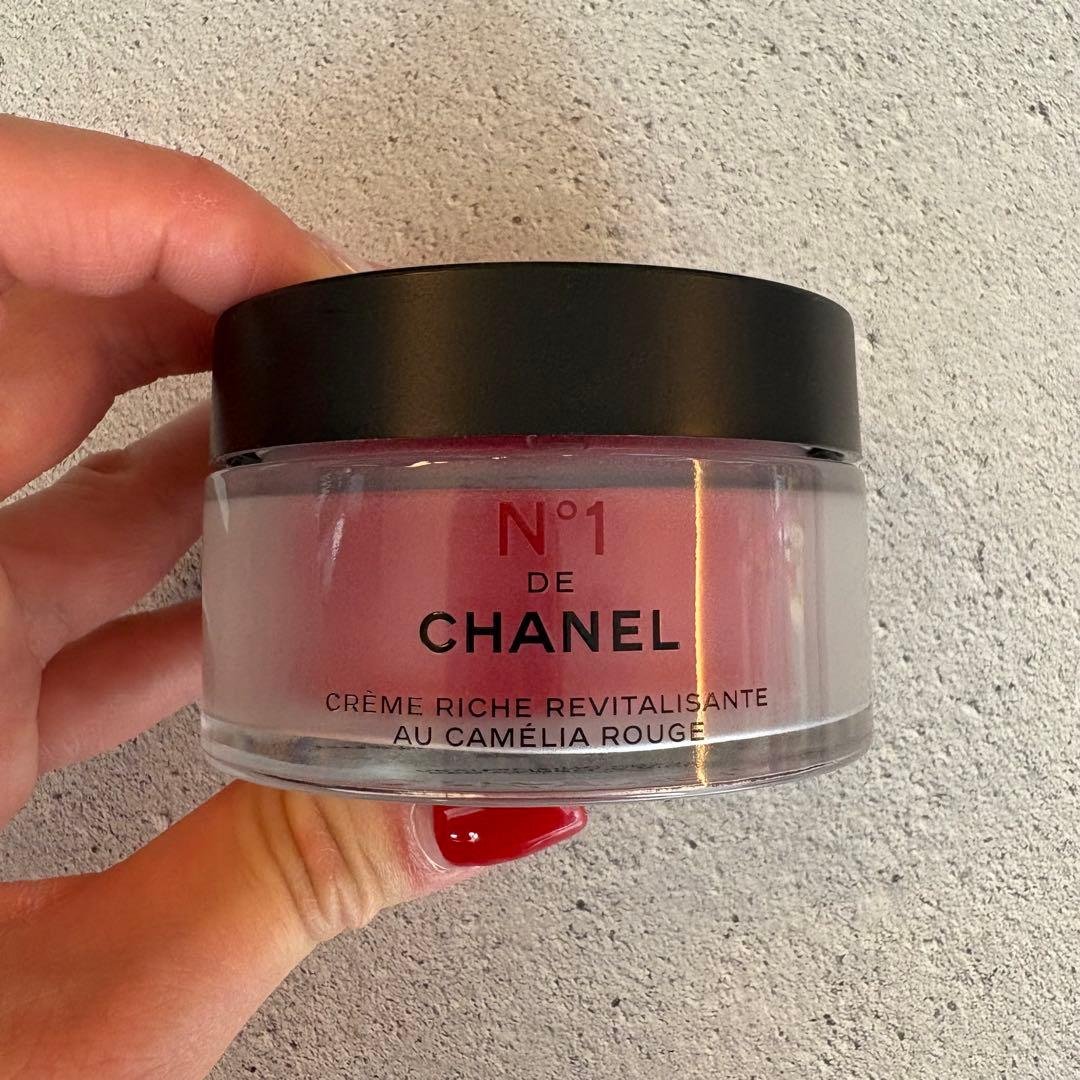 N°1
DE
CHANEL
CRÈME RICHE REVITALISANTE
AU CAMÉLIA ROUGE